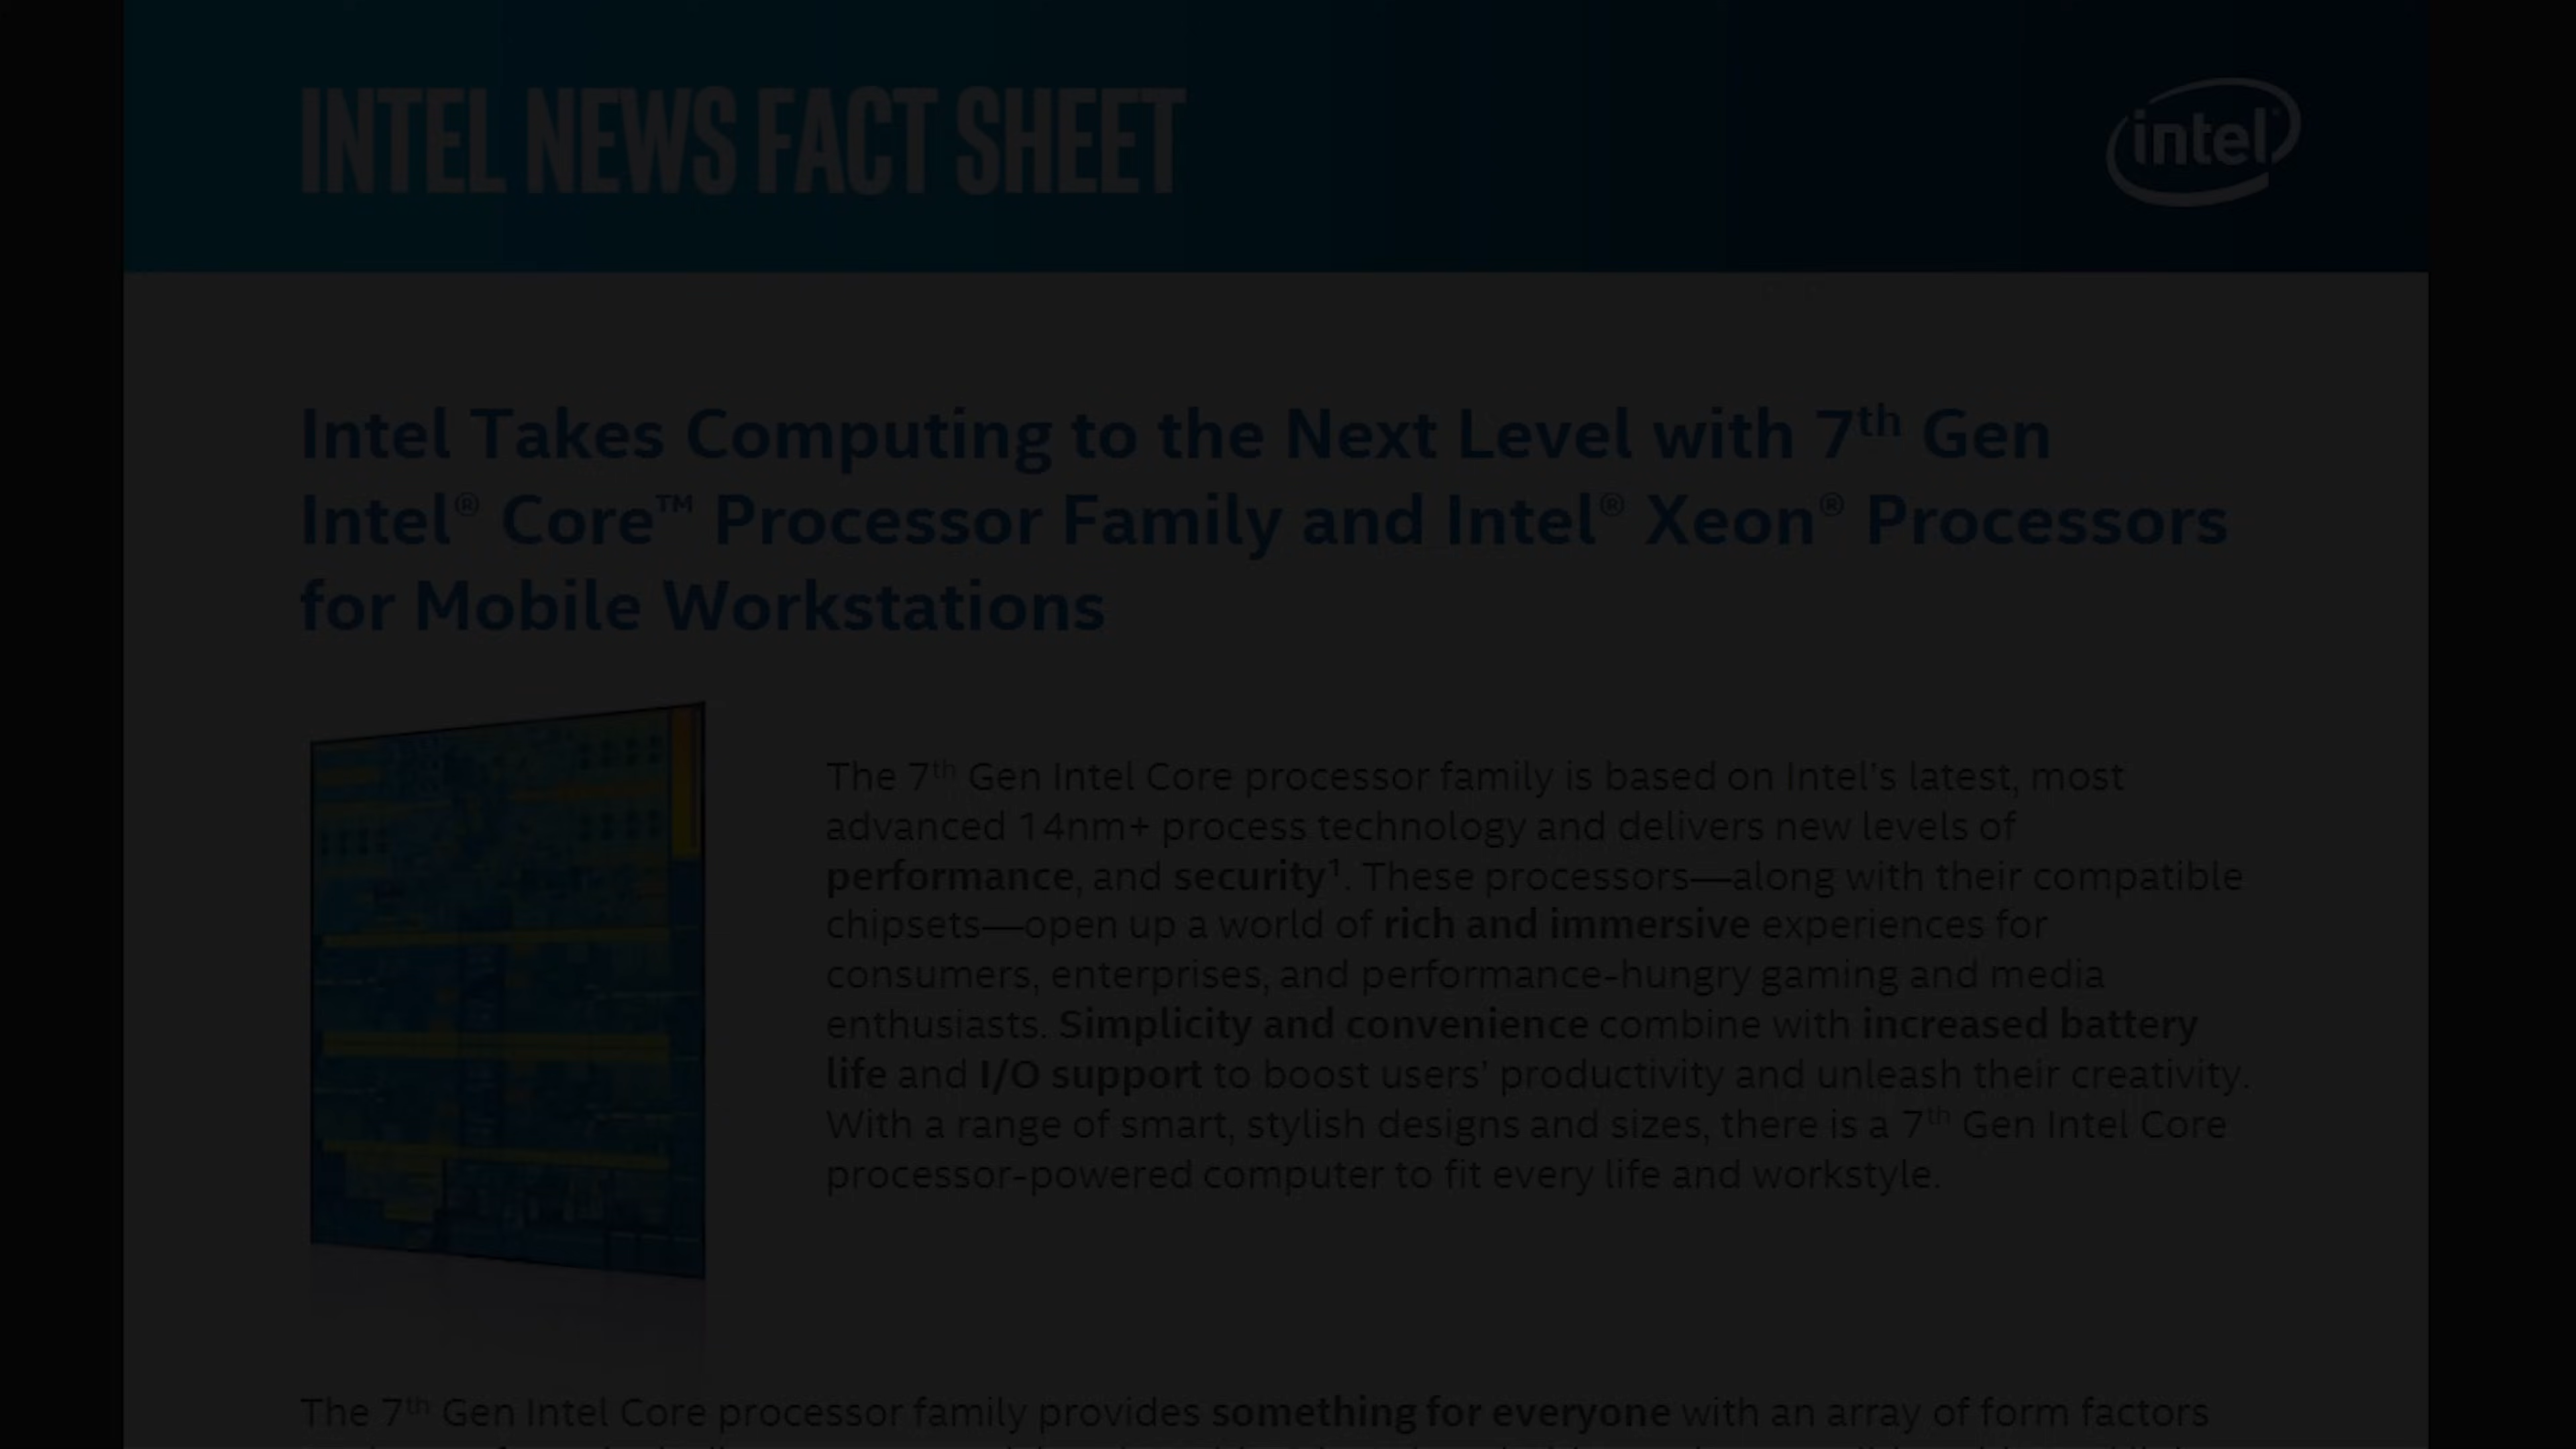 INTEL NEWS FACT SHEET
intel
Intel Takes Computing to the Next Level with 7th Gen
Intel® Core™ Processor Family and Intel® Xeon® Processors
for Mobile Workstations
The 7th Gen Intel Core processor family is based on Intel's latest, most
advanced 14nm+ process technology and delivers new levels of
performance, and security¹. These processors—along with their compatible
chipsets—open up a world of rich and immersive experiences for
consumers, enterprises, and performance-hungry gaming and media
enthusiasts. Simplicity and convenience combine with increased battery
life and I/O support to boost users' productivity and unleash their creativity.
With a range of smart, stylish designs and sizes, there is a 7th Gen Intel Core
processor-powered computer to fit every life and workstyle.
The 7th Gen Intel Core processor family provides something for everyone with an array of form factors